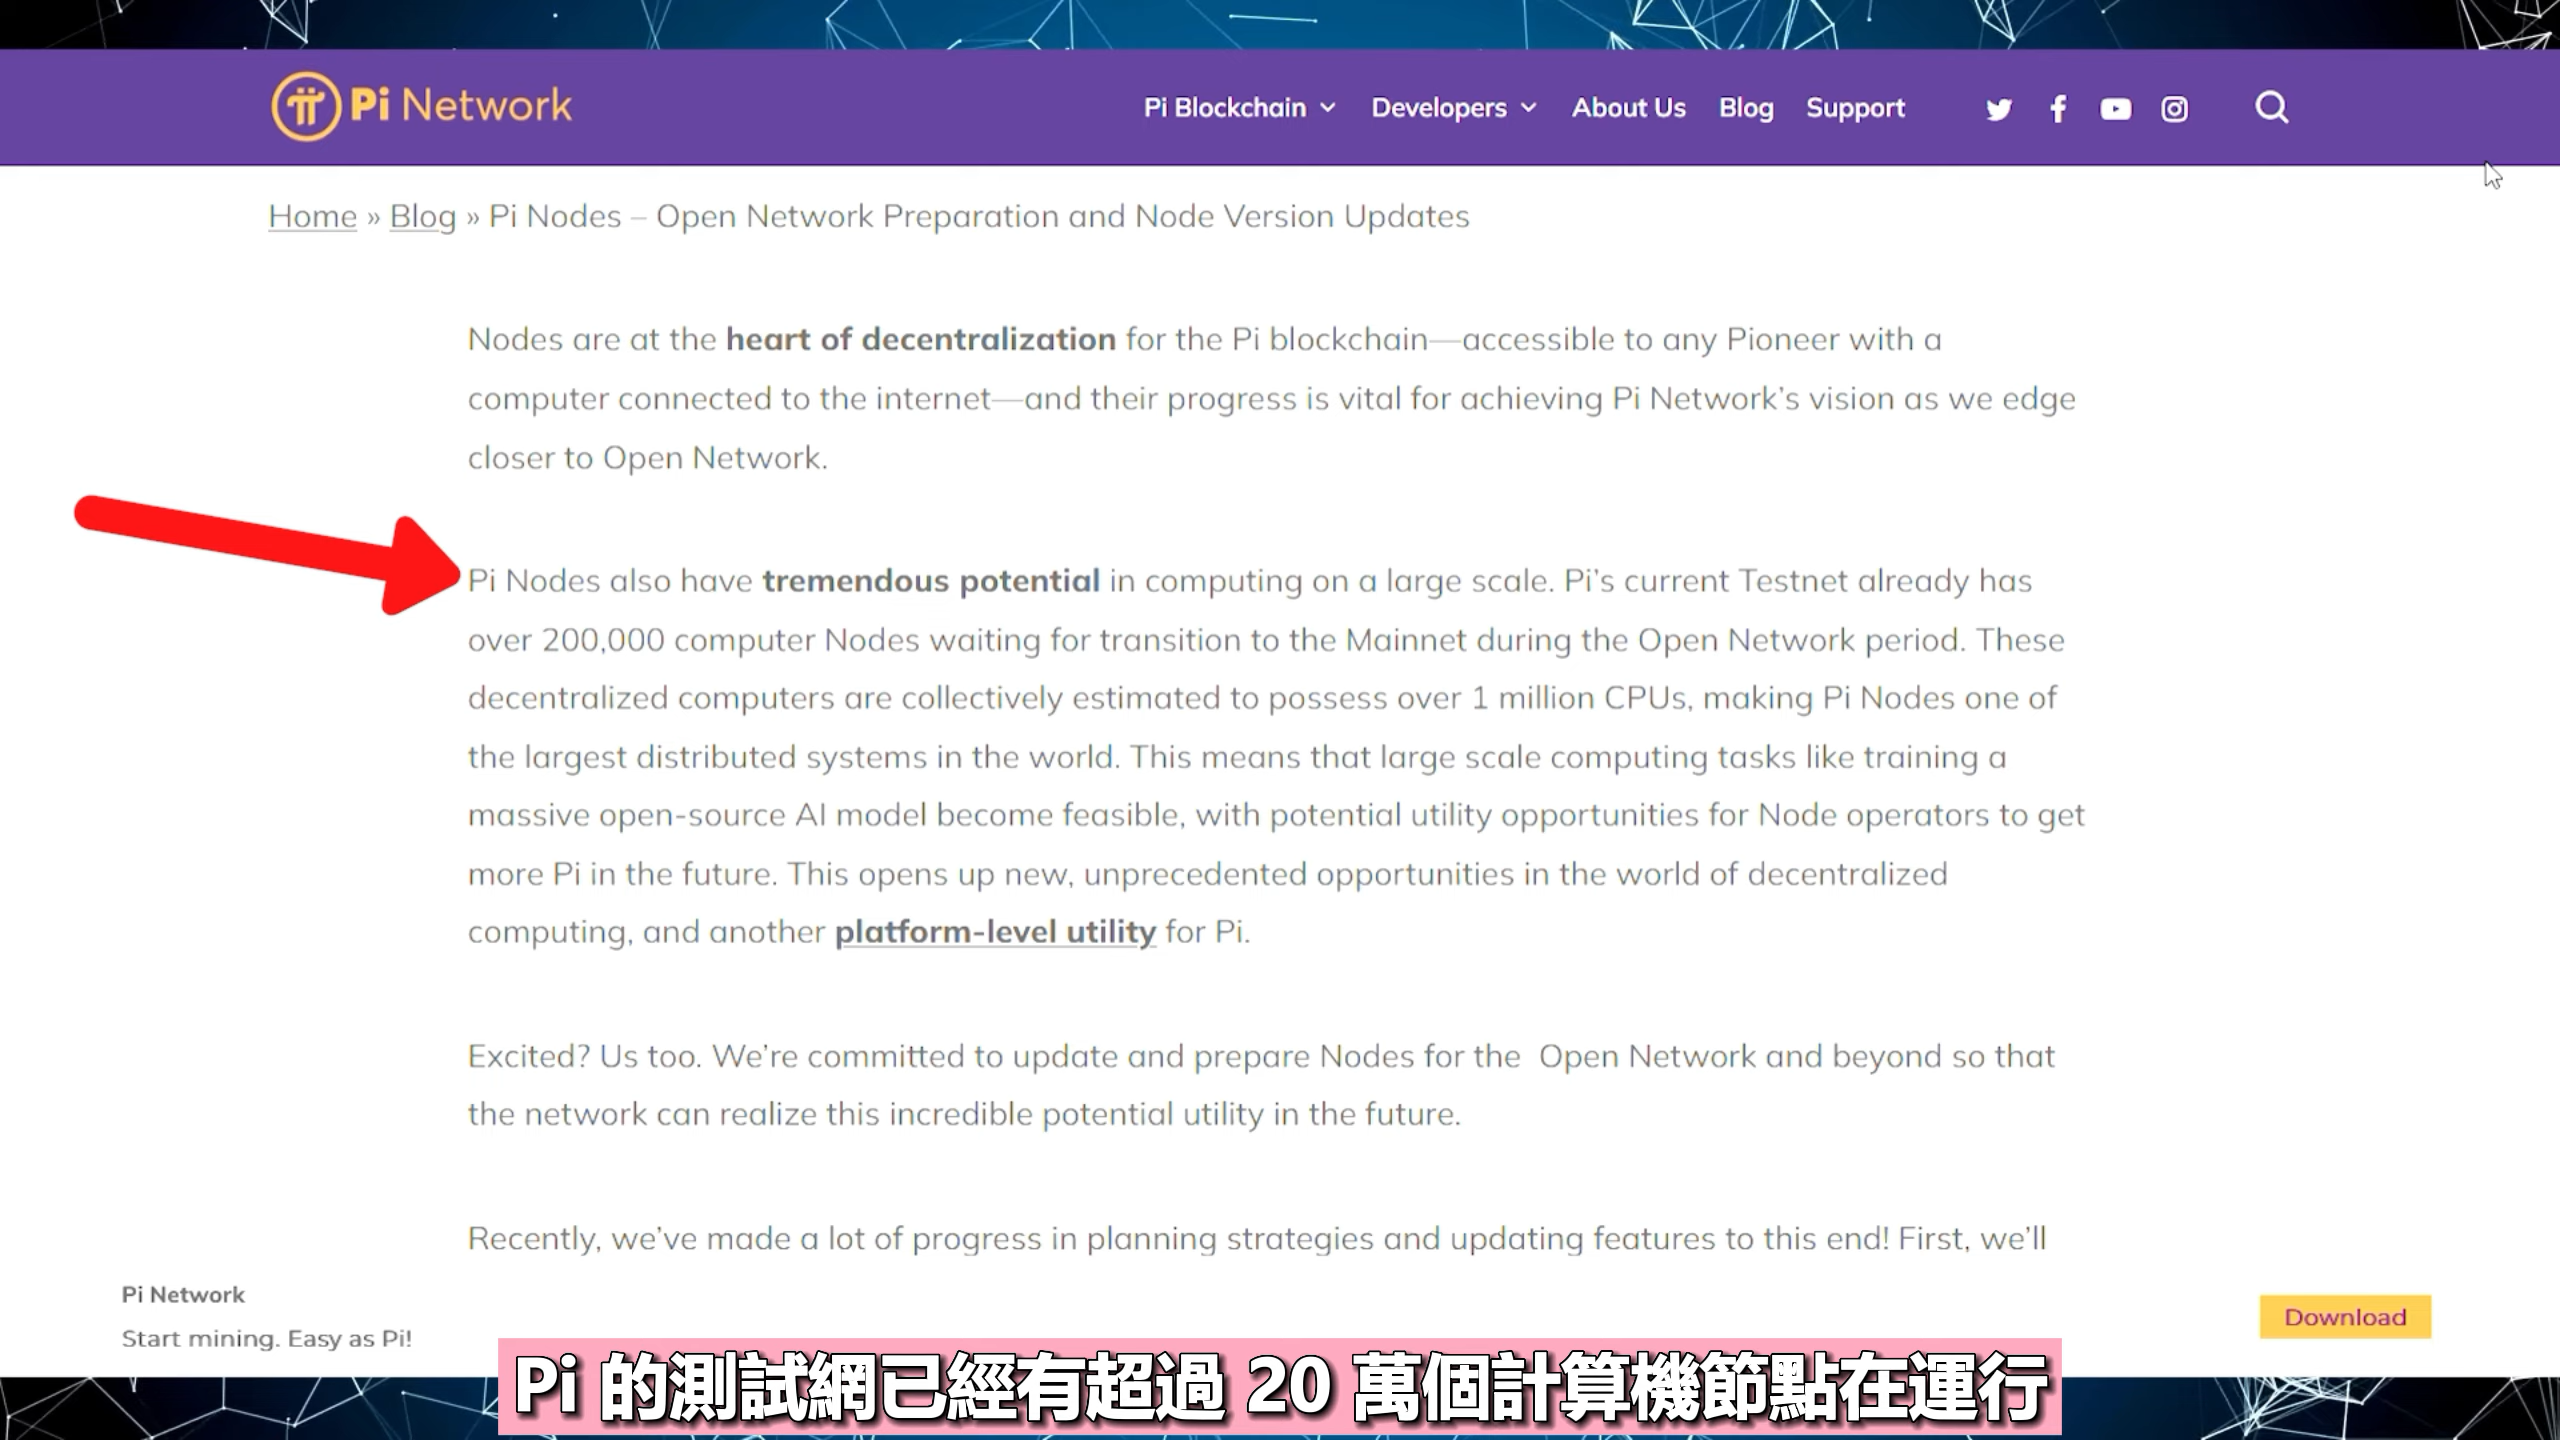 Pi Network
Pi Blockchain Developers About Us Blog Support
Home » Blog » Pi Nodes – Open Network Preparation and Node Version Updates
Nodes are at the heart of decentralization for the Pi blockchain—accessible to any Pioneer with a
computer connected to the internet—and their progress is vital for achieving Pi Network’s vision as we edge
closer to Open Network.
Pi Nodes also have tremendous potential in computing on a large scale. Pi’s current Testnet already has
over 200,000 computer Nodes waiting for transition to the Mainnet during the Open Network period. These
decentralized computers are collectively estimated to possess over 1 million CPUs, making Pi Nodes one of
the largest distributed systems in the world. This means that large scale computing tasks like training a
massive open-source AI model become feasible, with potential utility opportunities for Node operators to get
more Pi in the future. This opens up new, unprecedented opportunities in the world of decentralized
computing, and another platform-level utility for Pi.
Excited? Us too. We’re committed to update and prepare Nodes for the Open Network and beyond so that
the network can realize this incredible potential utility in the future.
Recently, we’ve made a lot of progress in planning strategies and updating features to this end! First, we’ll
Pi Network
Start mining. Easy as Pi!
Download
Pi 的測試網已經有超過 20 萬個計算機節點在運行